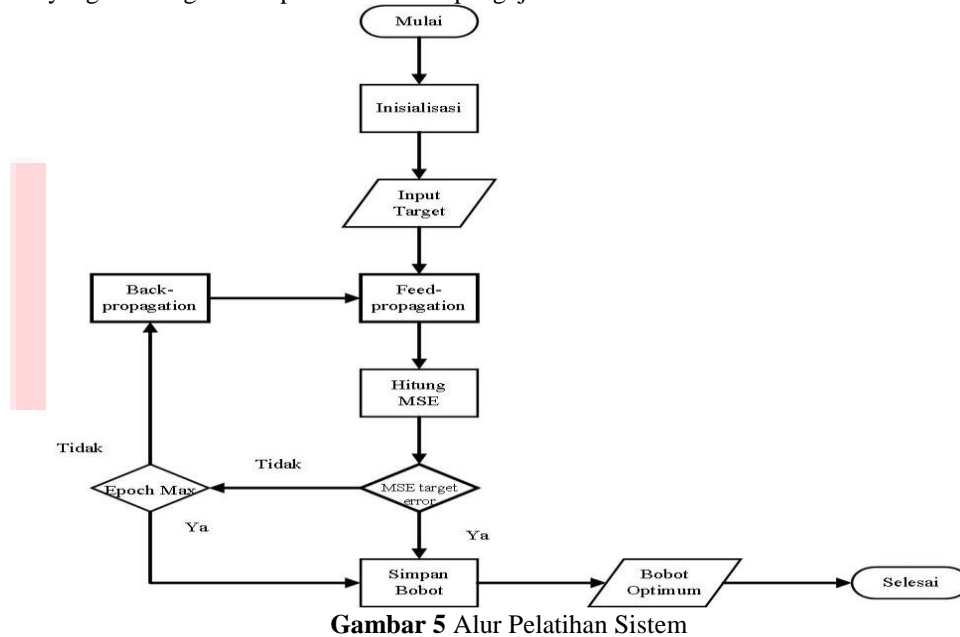 Mulai
Inisialisasi
Input
Target
Back-
propagation
Feed-
propagation
Hitung
MSE
Tidak
Tidak
Epoch Max
MSE target
error
Ya
Ya
Simpan
Bobot
Bobot
Optimum
Selesai
Gambar 5 Alur Pelatihan Sistem